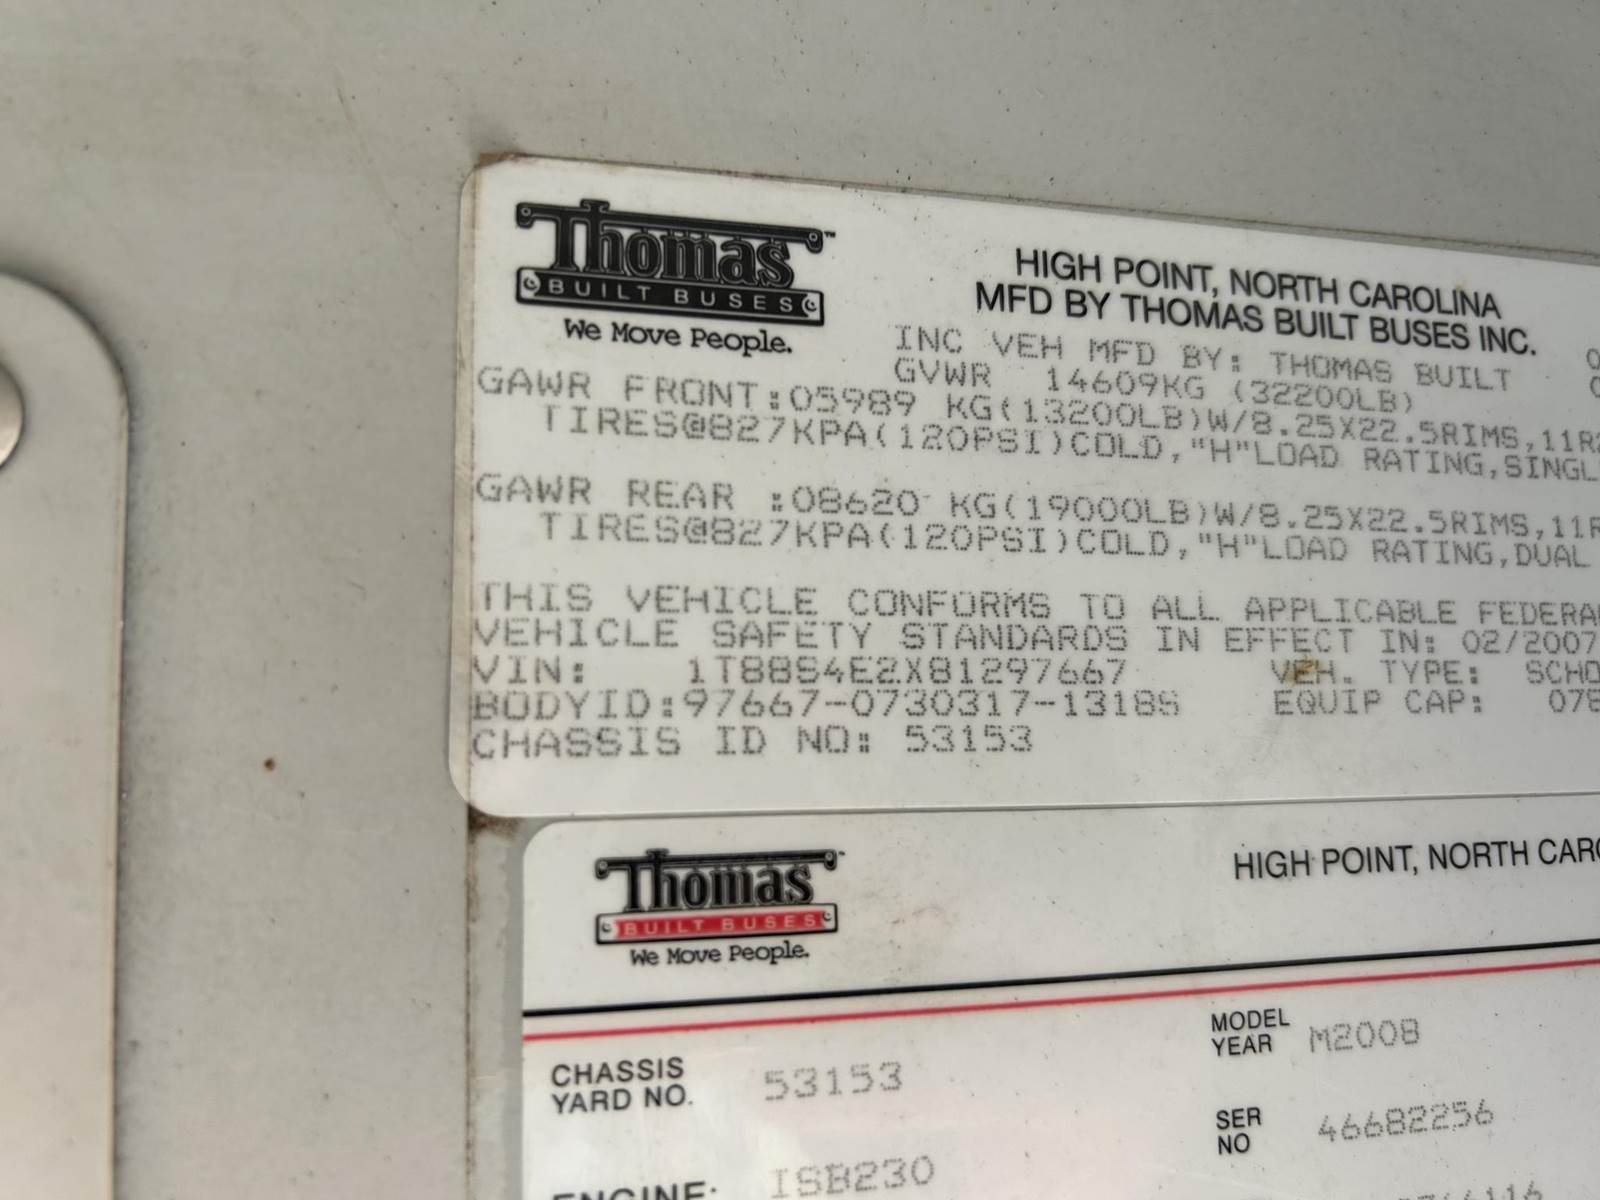 Thomas™
BUILT BUSES
We Move People.
HIGH POINT, NORTH CAROLINA
MFD BY THOMAS BUILT BUSES INC.
INC VEH MFD BY: THOMAS BUILT
GVWR 14609KG (32200LB)
GAWR FRONT:05989 KG(13200LB)W/8.25X22.5RIMS,11R
TIRES@827KPA(120PSI)COLD,"H"LOAD RATING,SINGL
GAWR REAR :08620 KG(19000LB)W/8.25X22.5RIMS,11R
TIRES@827KPA(120PSI)COLD,"H"LOAD RATING,DUAL
THIS VEHICLE CONFORMS TO ALL APPLICABLE FEDERA
VEHICLE SAFETY STANDARDS IN EFFECT IN: 02/2007
VIN: 1T88S4E2X81297667 VEH. TYPE: SCHO
BODYID:97667-0730317-1318S EQUIP CAP: 078
CHASSIS ID NO: 53153
Thomas
BUILT BUSES
We Move People.
HIGH POINT, NORTH CARO
CHASSIS YARD NO. 53153
MODEL YEAR M2008
SER NO 46682256
ENGINE: ISB230